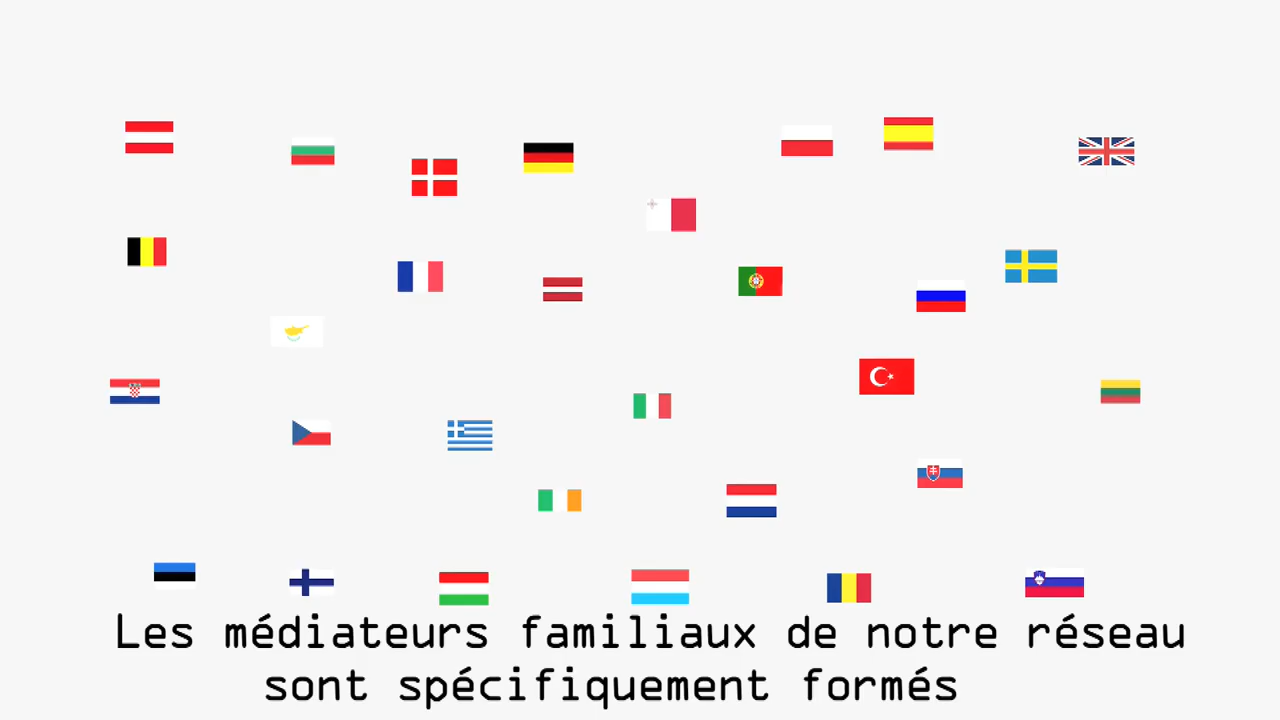 Les médiateurs familiaux de notre réseau
sont spécifiquement formés